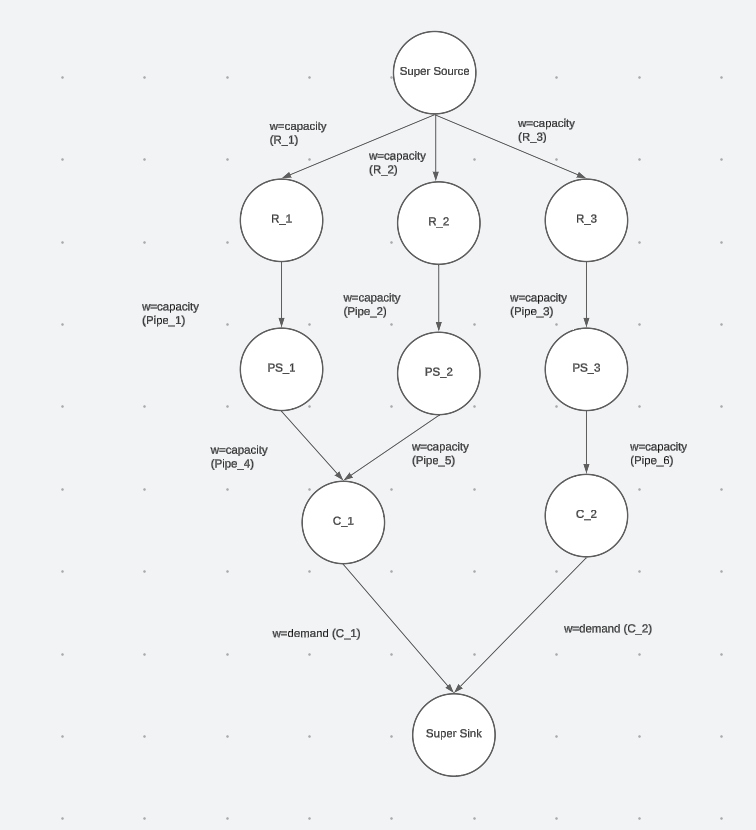 Super Source
w=capacity
(R_1)
w=capacity
(R_2)
w=capacity
(R_3)
R_1
R_2
R_3
w=capacity
(Pipe_1)
w=capacity
(Pipe_2)
w=capacity
(Pipe_3)
PS_1
PS_2
PS_3
w=capacity
(Pipe_4)
w=capacity
(Pipe_5)
w=capacity
(Pipe_6)
C_1
C_2
w=demand (C_1)
w=demand (C_2)
Super Sink